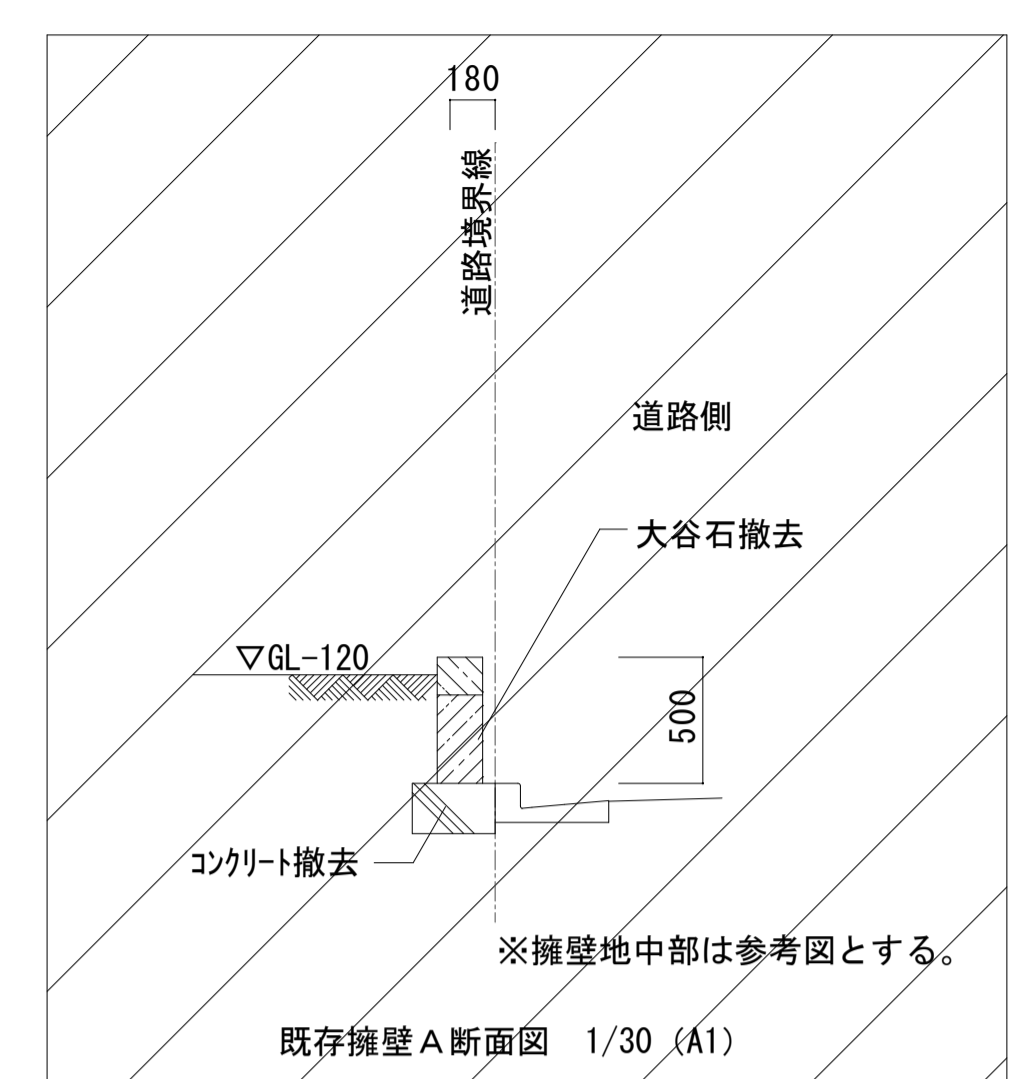 180
道路境界線
道路側
大谷石撤去
▽GL-120
500
コンクリート撤去
※擁壁地中部は参考図とする。
既存擁壁A断面図 1/30 (A1)